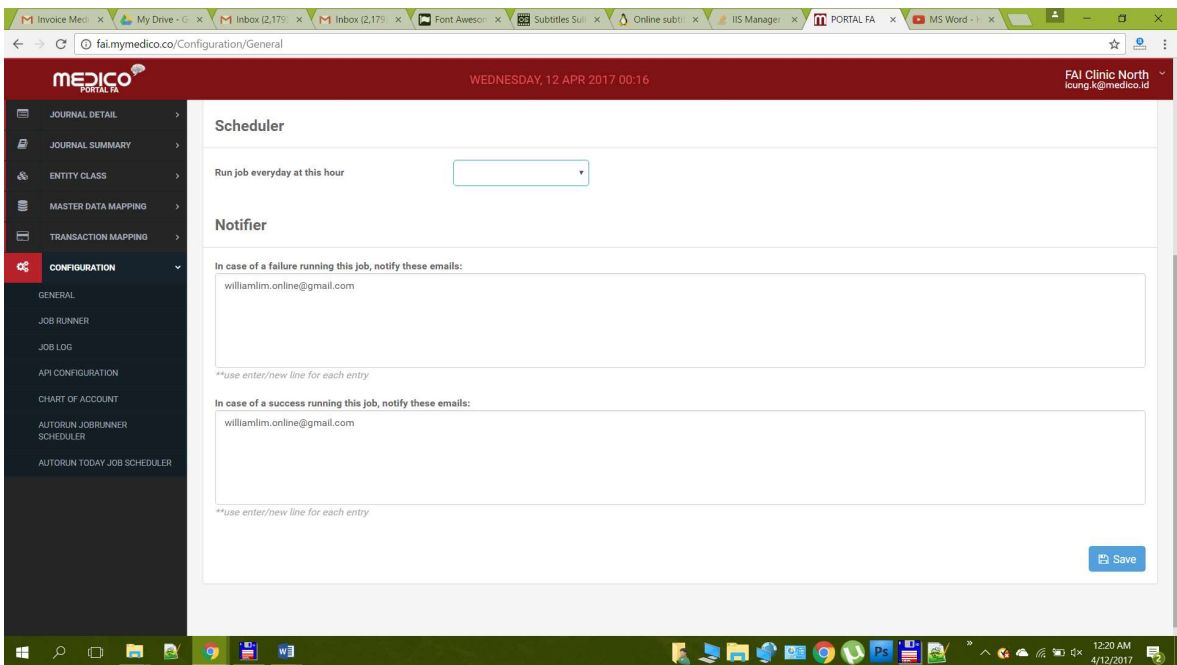 Invoice Medi
My Drive - G
Inbox (2,179
Inbox (2,179
Font Awesom
Subtitles Sul
Online subti
IIS Manager
PORTAL FA
MS Word - H
fai.mymedico.co/Configuration/General
MEDICO
PORTAL FA
WEDNESDAY, 12 APR 2017 00:16
FAI Clinic North
icung.k@medico.id
JOURNAL DETAIL
JOURNAL SUMMARY
ENTITY CLASS
MASTER DATA MAPPING
TRANSACTION MAPPING
CONFIGURATION
GENERAL
JOB RUNNER
JOB LOG
API CONFIGURATION
CHART OF ACCOUNT
AUTORUN JOBRUNNER
SCHEDULER
AUTORUN TODAY JOB SCHEDULER
Scheduler
Run job everyday at this hour
Notifier
In case of a failure running this job, notify these emails:
williamlim.online@gmail.com
**use enter/new line for each entry
In case of a success running this job, notify these emails:
williamlim.online@gmail.com
**use enter/new line for each entry
Save
Ps
12:20 AM
4/12/2017